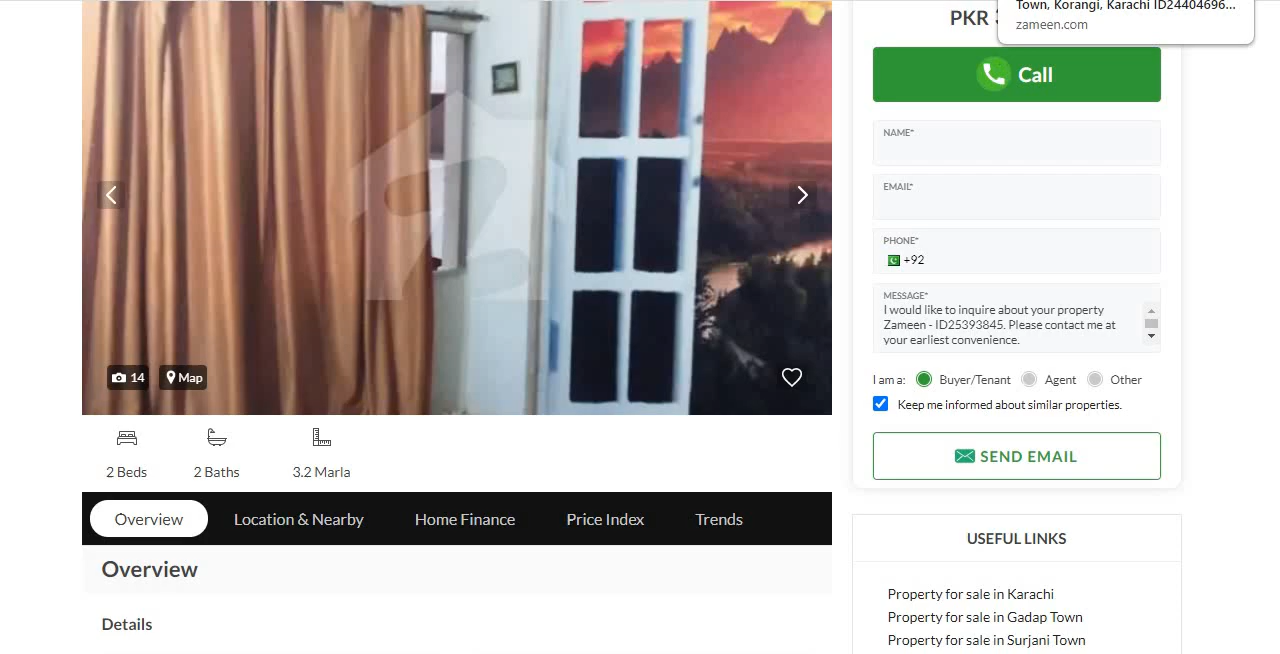 Town, Korangi, Karachi ID24404696...
zameen.com
PKR
Call
NAME*
EMAIL*
PHONE*
+92
MESSAGE*
I would like to inquire about your property
Zameen - ID25393845. Please contact me at
your earliest convenience.
I am a: Buyer/Tenant Agent Other
Keep me informed about similar properties.
SEND EMAIL
14 Map
2 Beds 2 Baths 3.2 Marla
Overview Location & Nearby Home Finance Price Index Trends
Overview
Details
USEFUL LINKS
Property for sale in Karachi
Property for sale in Gadap Town
Property for sale in Surjani Town